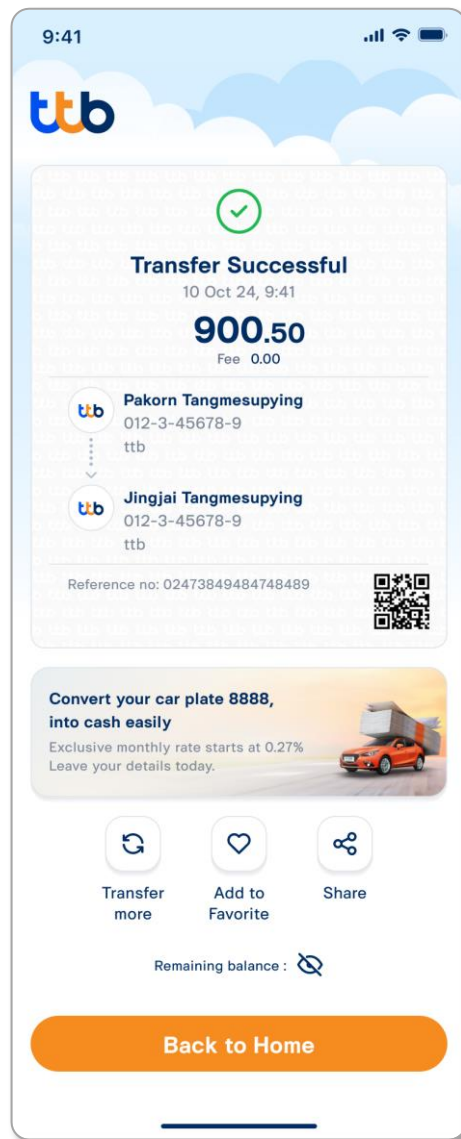 9:41
ttb
Transfer Successful
10 Oct 24, 9:41
900.50
Fee 0.00
ttb
Pakorn Tangmesupying
012-3-45678-9
ttb
ttb
Jingjai Tangmesupying
012-3-45678-9
ttb
Reference no: 02473849484748489
Convert your car plate 8888,
into cash easily
Exclusive monthly rate starts at 0.27%
Leave your details today.
Transfer
more
Add to
Favorite
Share
Remaining balance :
Back to Home